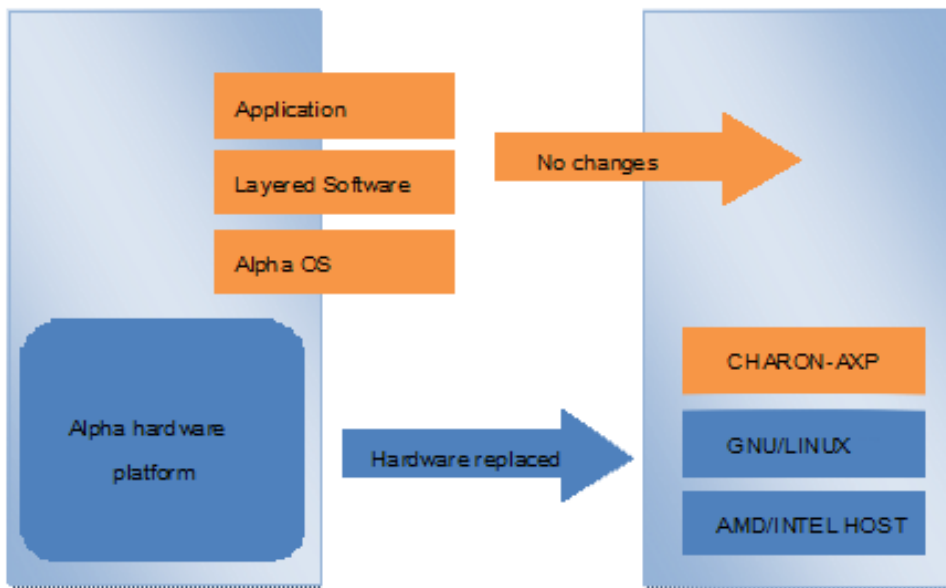 Application
Layered Software
Alpha OS
No changes
Alpha hardware
platform
Hardware replaced
CHARON-AXP
GNU/LINUX
AMD/INTEL HOST